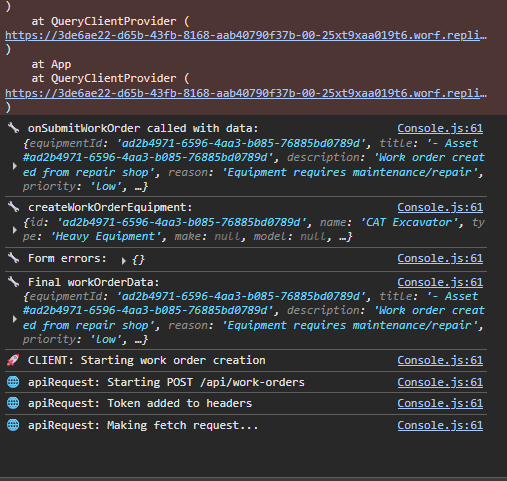 )
at QueryClientProvider (
https://3de6ae22-d65b-43fb-8168-aab40790f37b-00-25xt9xaa019t6.worf.repli…
)
at App
at QueryClientProvider (
https://3de6ae22-d65b-43fb-8168-aab40790f37b-00-25xt9xaa019t6.worf.repli…
)
🔧 onSubmitWorkOrder called with data: Console.js:61
{equipmentId: 'ad2b4971-6596-4aa3-b085-76885bd0789d', title: '- Asset
#ad2b4971-6596-4aa3-b085-76885bd0789d', description: 'Work order creat
ed from repair shop', reason: 'Equipment requires maintenance/repair',
priority: 'low', …}
🔧 createWorkOrderEquipment: Console.js:61
{id: 'ad2b4971-6596-4aa3-b085-76885bd0789d', name: 'CAT Excavator', ty
pe: 'Heavy Equipment', make: null, model: null, …}
🔧 Form errors: ▶ {} Console.js:61
🔧 Final workOrderData: Console.js:61
{equipmentId: 'ad2b4971-6596-4aa3-b085-76885bd0789d', title: '- Asset
#ad2b4971-6596-4aa3-b085-76885bd0789d', description: 'Work order creat
ed from repair shop', reason: 'Equipment requires maintenance/repair',
priority: 'low', …}
🚀 CLIENT: Starting work order creation Console.js:61
🌐 apiRequest: Starting POST /api/work-orders Console.js:61
🌐 apiRequest: Token added to headers Console.js:61
🌐 apiRequest: Making fetch request... Console.js:61